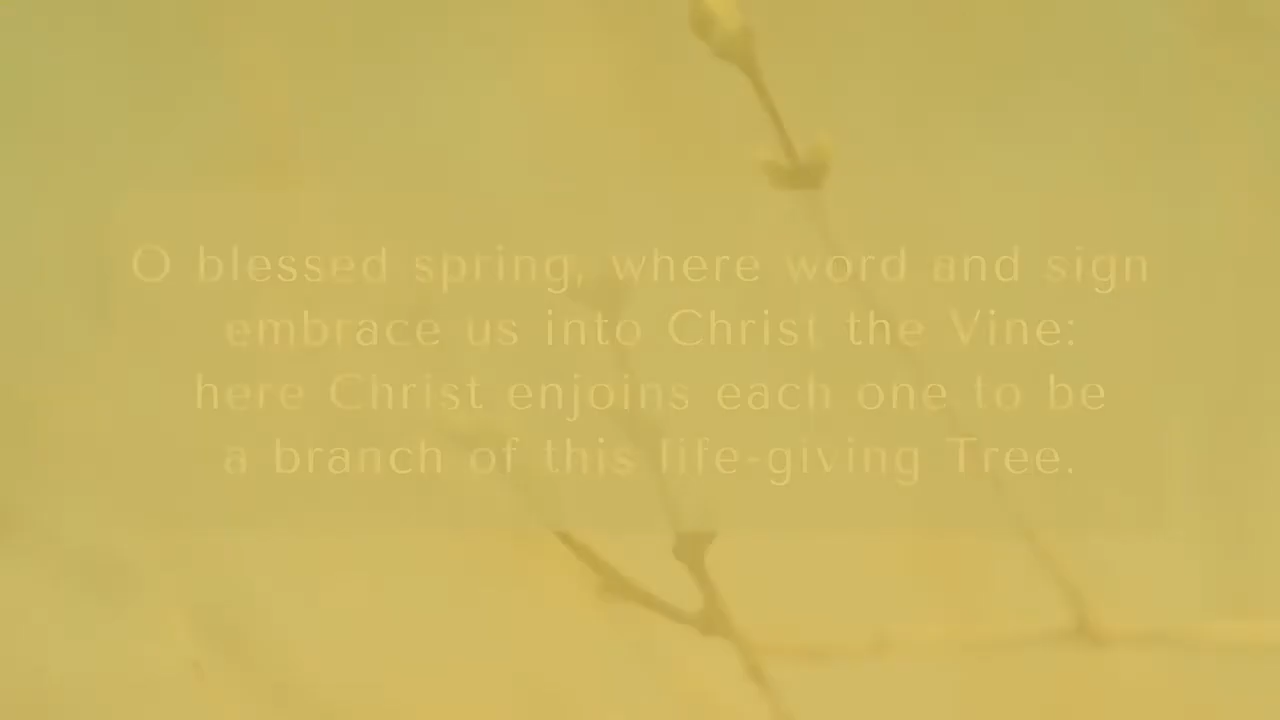 O blessed spring, where word and sign
embrace us into Christ the Vine:
here Christ enjoins each one to be
a branch of this life-giving Tree.